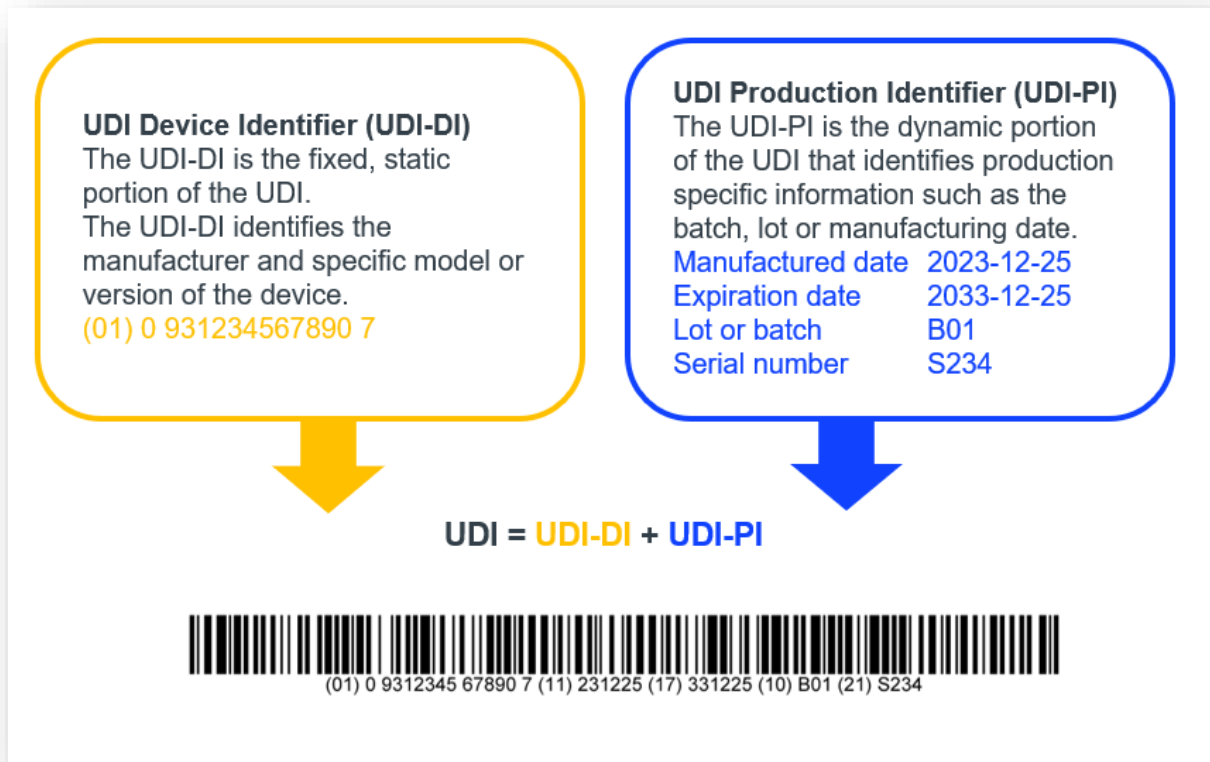 UDI Device Identifier (UDI-DI)
The UDI-DI is the fixed, static
portion of the UDI.
The UDI-DI identifies the
manufacturer and specific model or
version of the device.
(01) 0 931234567890 7
UDI Production Identifier (UDI-PI)
The UDI-PI is the dynamic portion
of the UDI that identifies production
specific information such as the
batch, lot or manufacturing date.
Manufactured date 2023-12-25
Expiration date 2033-12-25
Lot or batch B01
Serial number S234
UDI = UDI-DI + UDI-PI
(01) 0 9312345 67890 7 (11) 231225 (17) 331225 (10) B01 (21) S234